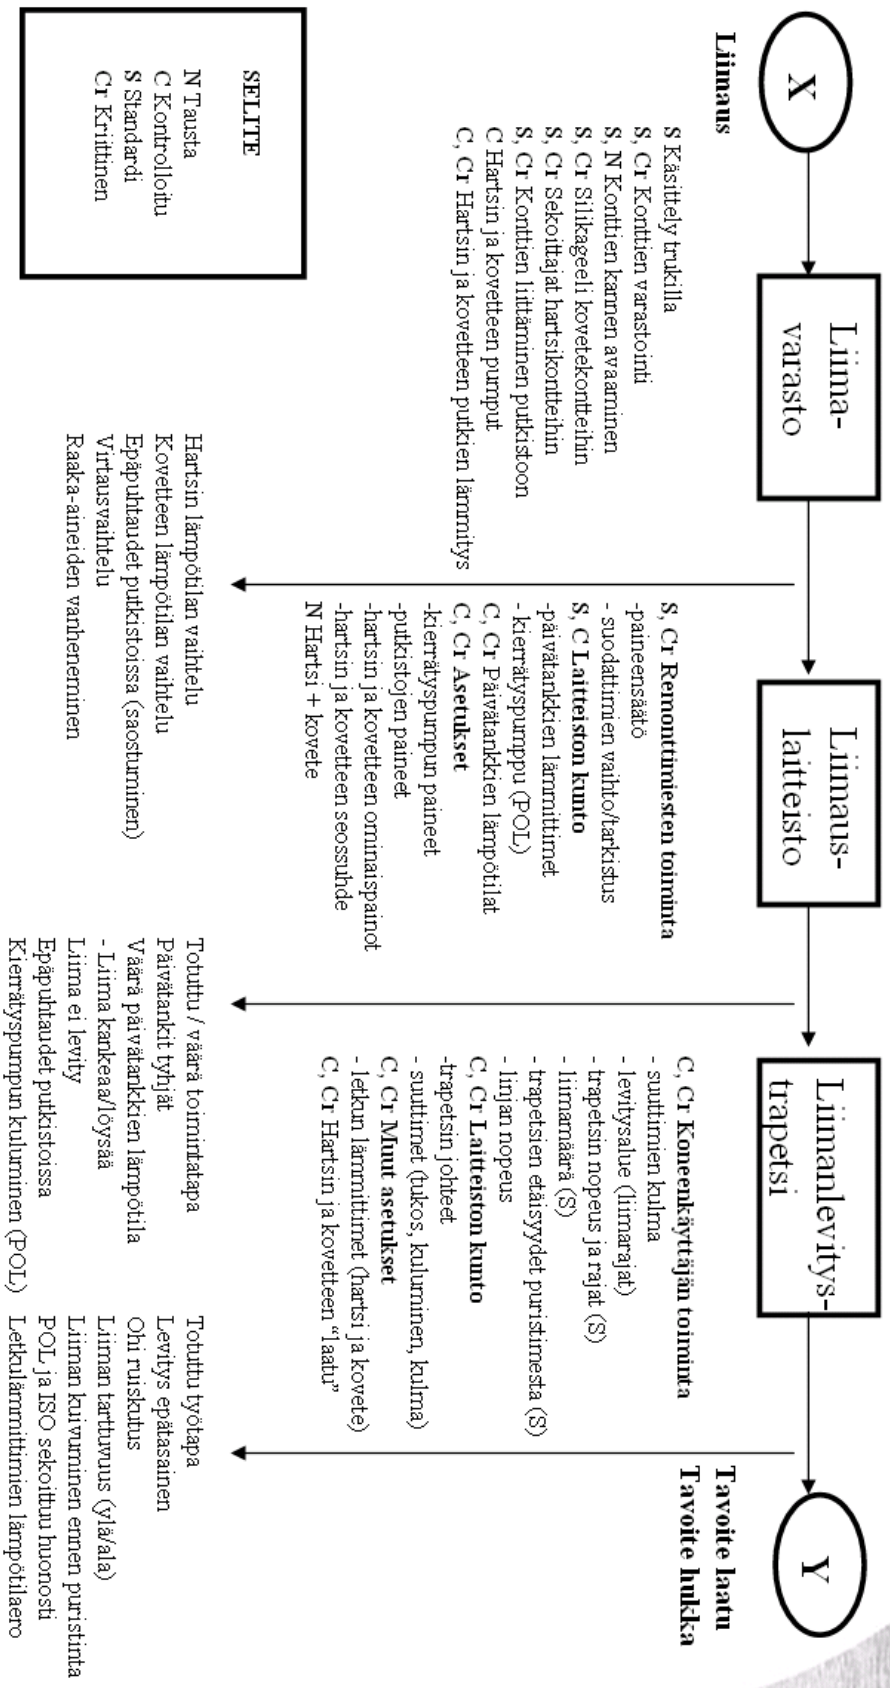 X
Liima-
varasto
Liimaus-
laitteisto
Liimanlevitys-
trapetsi
Y
Liimaus
S Käsittely trukilla
S, Cr Konttien varastointi
S, N Konttien kannen avaaminen
S, Cr Silikageeli kovetekontteihin
S, Cr Sekoittajat hartsikontteihin
S, Cr Konttien liittäminen putkistoon
C Hartsin ja kovetteen pumput
C, Cr Hartsin ja kovetteen putkien lämmitys
S, Cr Remonttimiesten toiminta
-paineensäätö
- suodattimien vaihto/tarkistus
S, C Laitteiston kunto
-päivätankkien lämmittimet
- kierrätyspumppu (POL)
C, Cr Päivätankkien lämpötilat
C, Cr Asetukset
-kierrätyspumpun paineet
-putkistojen paineet
-hartsin ja kovetteen ominaispainot
-hartsin ja kovetteen seossuhde
N Hartsi + kovete
C, Cr Koneenkäyttäjän toiminta
- suuttimien kulma
- levitysalue (liimarajat)
- trapetsin nopeus ja rajat (S)
- liimamäärä (S)
- trapetsien etäisyydet puristimesta (S)
- linjan nopeus
C, Cr Laitteiston kunto
-trapetsin johteet
- suuttimet (tukos, kuluminen, kulma)
C, Cr Muut asetukset
- letkun lämmittimet (hartsi ja kovete)
C, Cr Hartsin ja kovetteen “laatu”
Tavoite laatu
Tavoite hukka
SELITE
N Tausta
C Kontrolloitu
S Standardi
Cr Kriittinen
Hartsin lämpötilan vaihtelu
Kovetteen lämpötilan vaihtelu
Epäpuhtaudet putkistoissa (saostuminen)
Virtausvaihtelu
Raaka-aineiden vanheneminen
Totuttu / väärä toimintatapa
Päivätankit tyhjät
Väärä päivätankkien lämpötila
- Liima kankeaa/löysää
Liima ei levity
Epäpuhtaudet putkistoissa
Kierrätyspumpun kuluminen (POL)
Totuttu työtapa
Levitys epätasainen
Ohi ruiskutus
Liiman tarttuvuus (ylä/ala)
Liiman kuivuminen ennen puristinta
POL ja ISO sekoittuu huonosti
Letkulämmittimien lämpötilaero